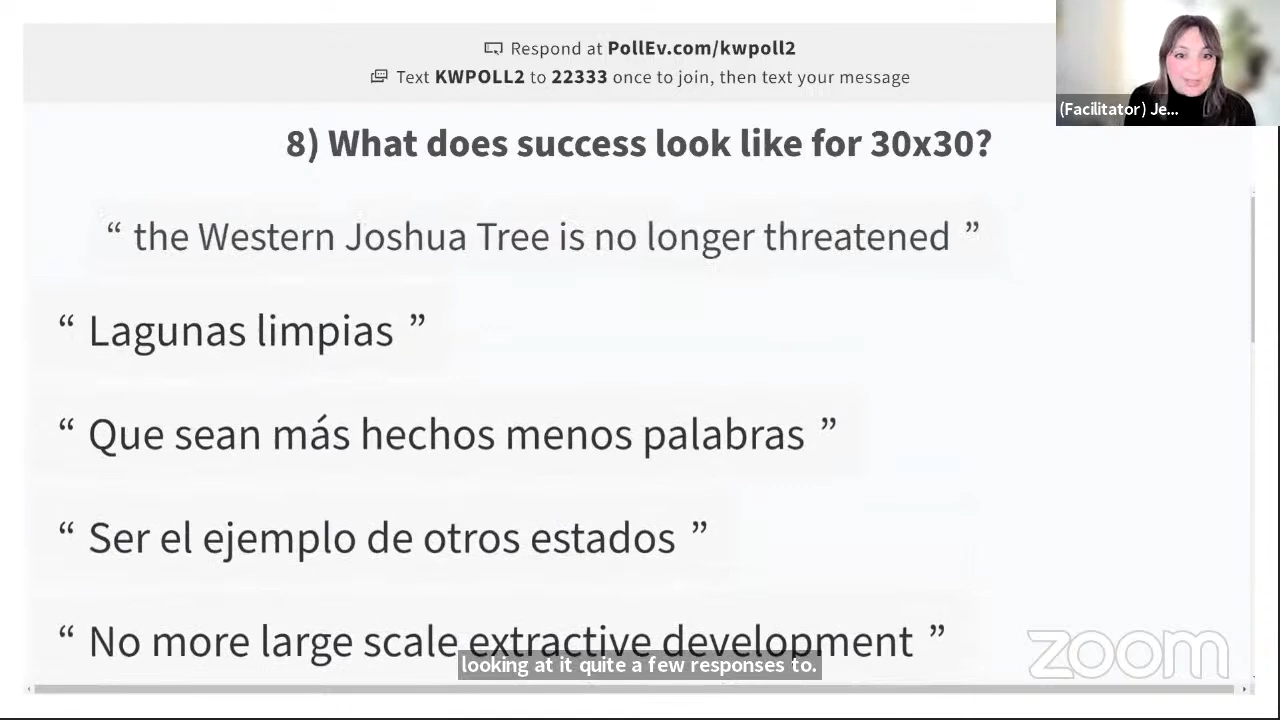 Respond at PollEv.com/kwpoll2
Text KWPOLL2 to 22333 once to join, then text your message
(Facilitator) Je...
8) What does success look like for 30x30?
“ the Western Joshua Tree is no longer threatened ”
“ Lagunas limpias ”
“ Que sean más hechos menos palabras ”
“ Ser el ejemplo de otros estados ”
“ No more large scale extractive development ”
looking at it quite a few responses to.
zoom